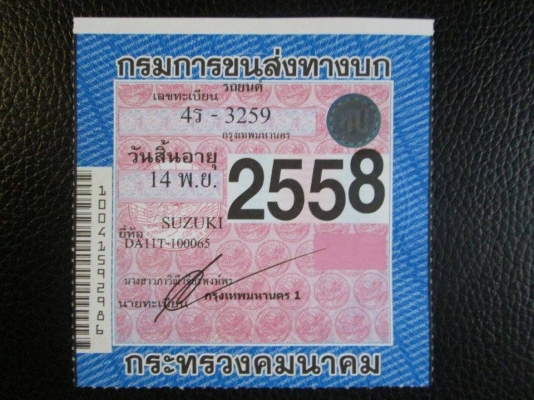 กรมการขนส่งทางบก
รถยนต์
เลขทะเบียน
4ร - 3259
กรุงเทพมหานคร
วันสิ้นอายุ
14 พ.ย. 2558
ยี่ห้อ SUZUKI
DA11T-100065
นายทะเบียน กรุงเทพมหานคร 1
กระทรวงคมนาคม
10041592986